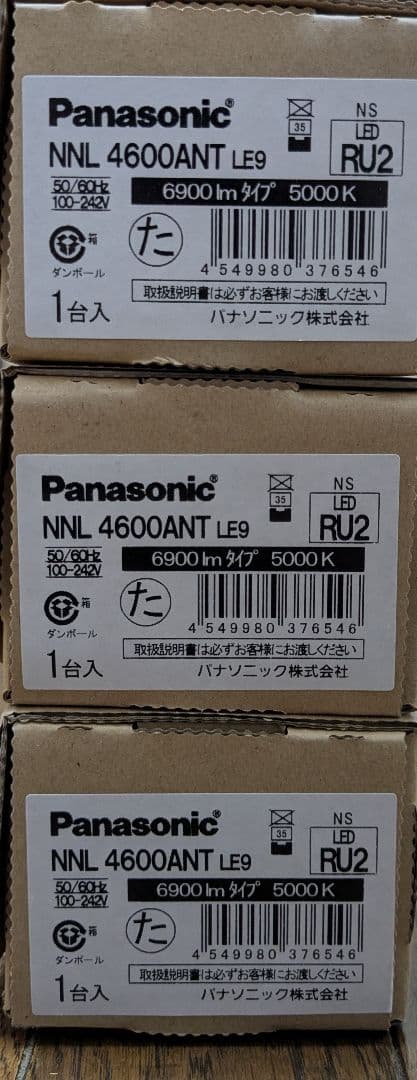 Panasonic®
NS
35
LED
NNL 4600ANT LE9
RU2
50/60Hz
100-242V
6900 lm タイプ 5000K
箱
た
ダンボール
4 549980 376546
1台入
取扱説明書は必ずお客様にお渡しください
パナソニック株式会社
Panasonic®
NS
35
LED
NNL 4600ANT LE9
RU2
50/60Hz
100-242V
6900 lm タイプ 5000K
箱
た
ダンボール
4 549980 376546
1台入
取扱説明書は必ずお客様にお渡しください
パナソニック株式会社
Panasonic®
NS
35
LED
NNL 4600ANT LE9
RU2
50/60Hz
100-242V
6900 lm タイプ 5000K
箱
た
ダンボール
4 549980 376546
1台入
取扱説明書は必ずお客様にお渡しください
パナソニック株式会社